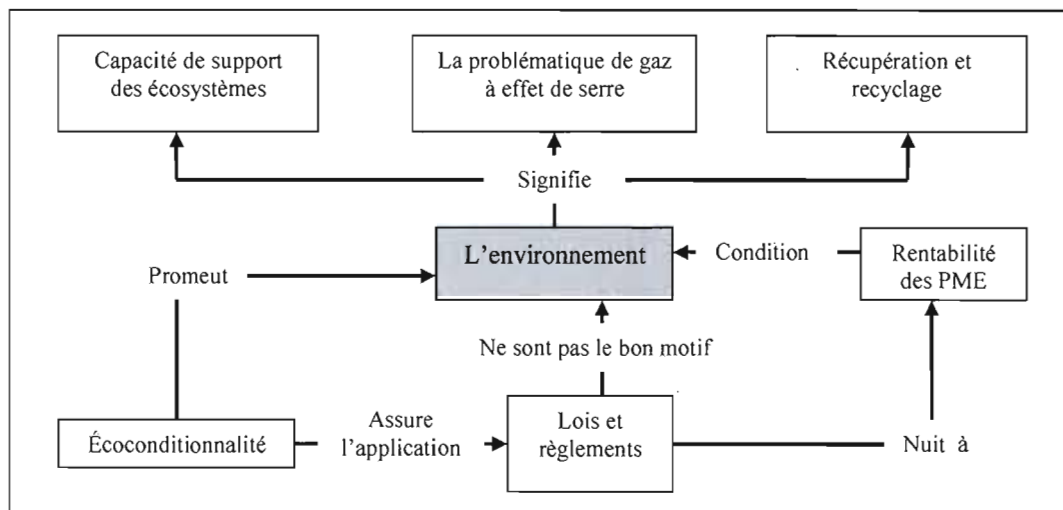 Capacité de support
des écosystèmes
La problématique de gaz
à effet de serre
Récupération et
recyclage
Signifie
L'environnement
Condition
Rentabilité
des PME
Promeut
Ne sont pas le bon motif
Écoconditionnalité
Assure
l'application
Lois et
règlements
Nuit à